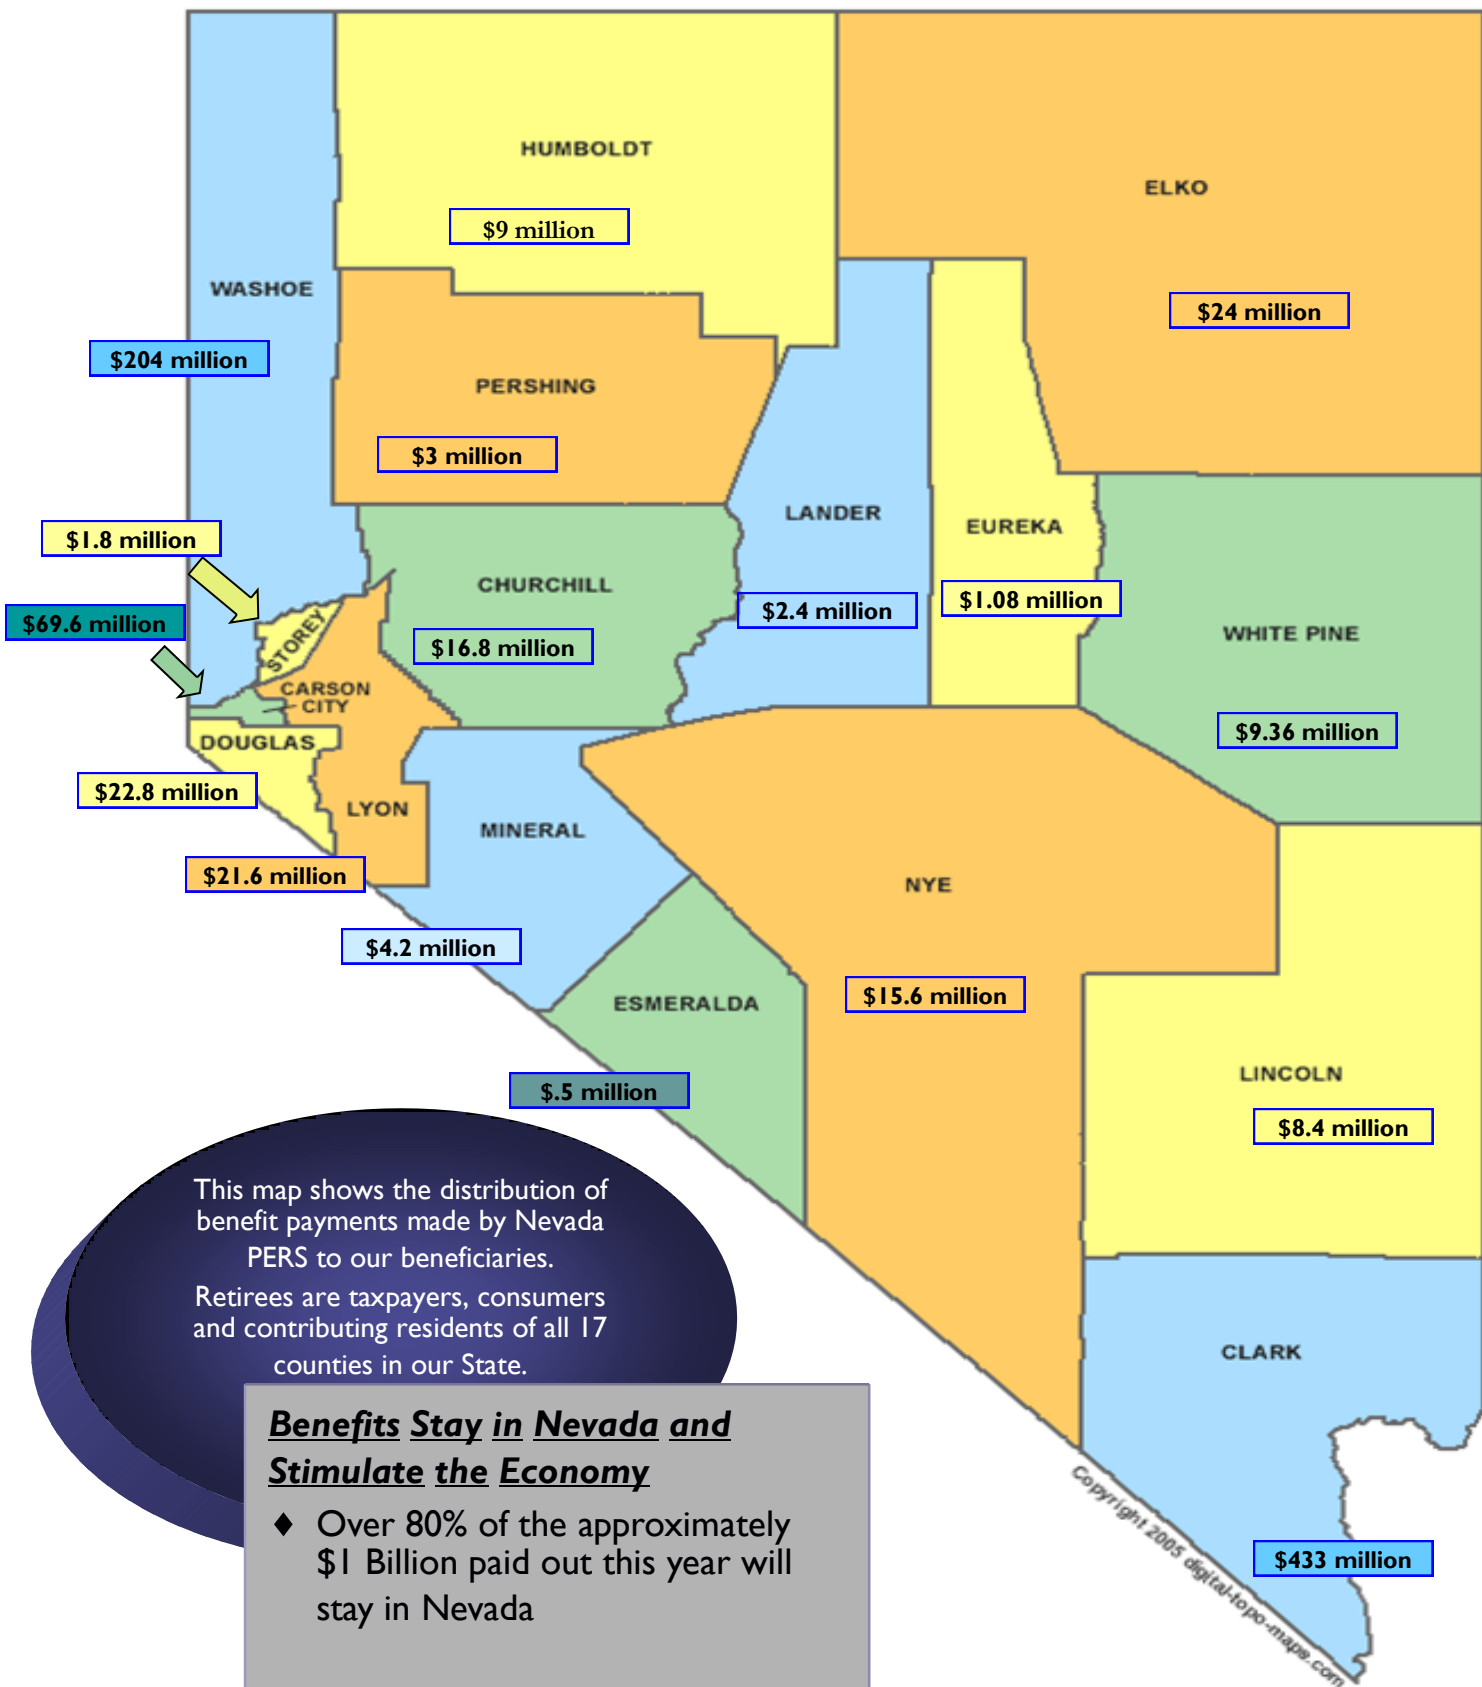 HUMBOLDT
$9 million
ELKO
$24 million
WASHOE
$204 million
PERSHING
$3 million
LANDER
$2.4 million
EUREKA
$1.08 million
$1.8 million
$69.6 million
CHURCHILL
$16.8 million
STOREY
CARSON
CITY
WHITE PINE
$9.36 million
DOUGLAS
$22.8 million
LYON
$21.6 million
MINERAL
$4.2 million
NYE
$15.6 million
ESMERALDA
$.5 million
LINCOLN
$8.4 million
CLARK
$433 million
Copyright 2005 digital-topo-maps.com
This map shows the distribution of
benefit payments made by Nevada
PERS to our beneficiaries.
Retirees are taxpayers, consumers
and contributing residents of all 17
counties in our State.
Benefits Stay in Nevada and
Stimulate the Economy
♦ Over 80% of the approximately
$1 Billion paid out this year will
stay in Nevada